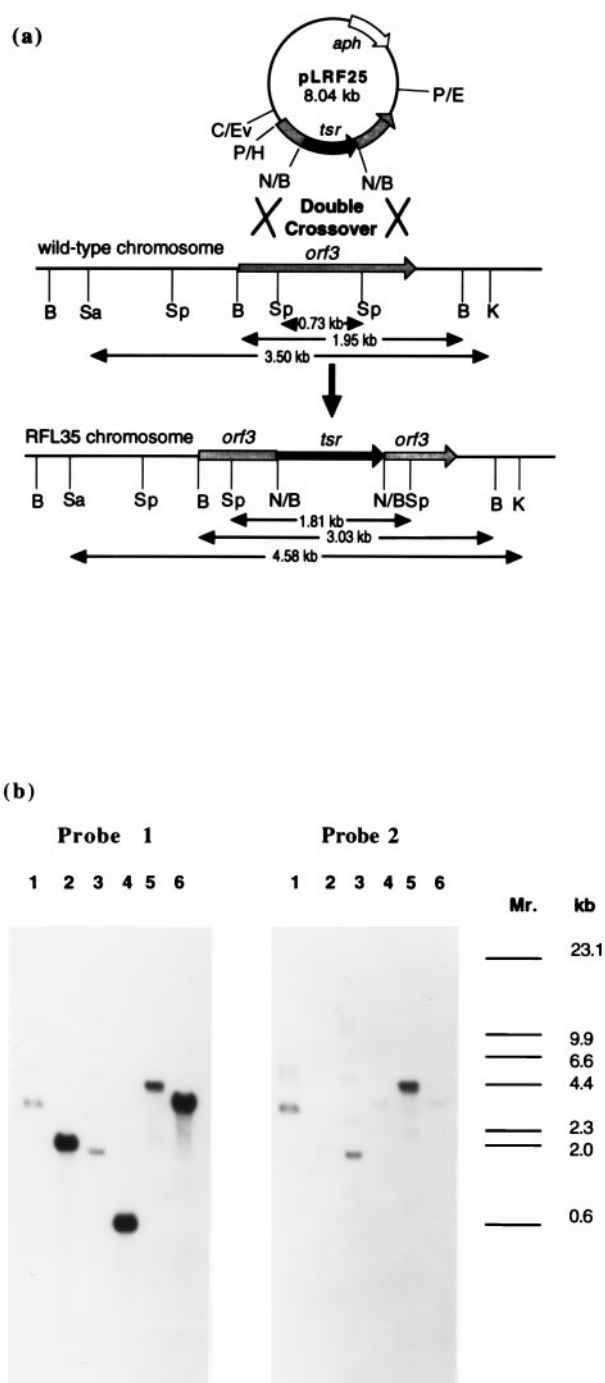 (a)
aph
pLRF25
8.04 kb
P/E
C/Ev
tsr
P/H
N/B
N/B
Double
Crossover
wild-type chromosome
orf3
B Sa Sp B Sp Sp B K
0.73 kb
1.95 kb
3.50 kb
RFL35 chromosome
orf3 tsr orf3
B Sa Sp B Sp N/B N/B Sp B K
1.81 kb
3.03 kb
4.58 kb
(b)
Probe 1 Probe 2
1 2 3 4 5 6 1 2 3 4 5 6
Mr. kb
23.1
9.9
6.6
4.4
2.3
2.0
0.6